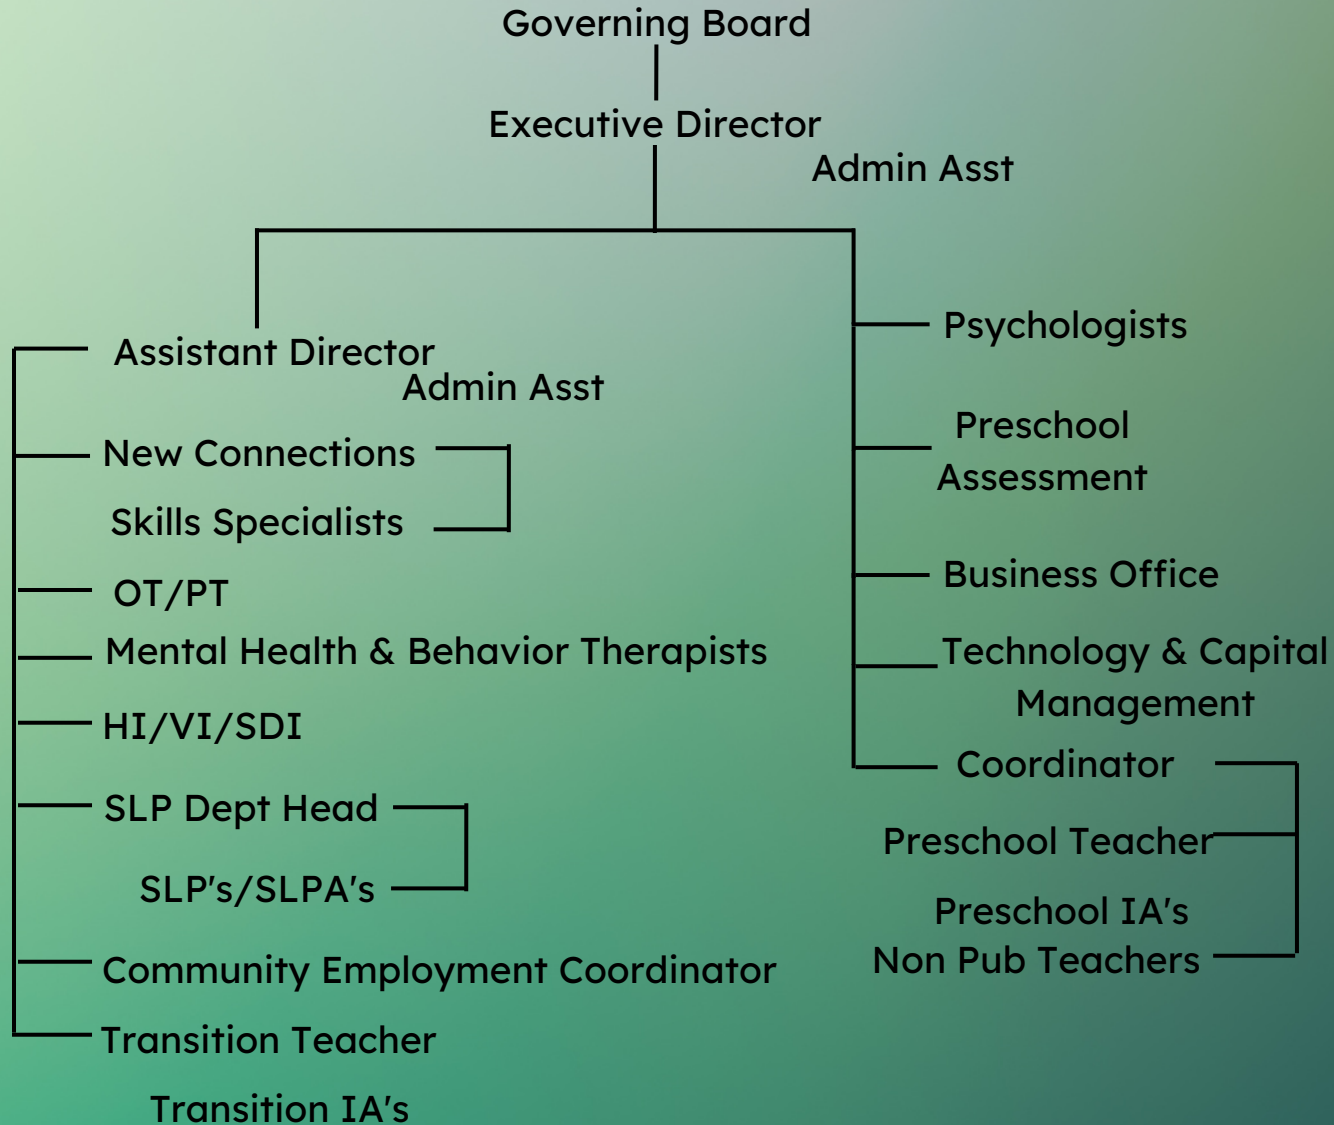 Governing Board
Executive Director
Admin Asst
Assistant Director
Admin Asst
New Connections
Skills Specialists
OT/PT
Mental Health & Behavior Therapists
HI/VI/SDI
SLP Dept Head
SLP's/SLPA's
Community Employment Coordinator
Transition Teacher
Transition IA's
Psychologists
Preschool
Assessment
Business Office
Technology & Capital
Management
Coordinator
Preschool Teacher
Preschool IA's
Non Pub Teachers